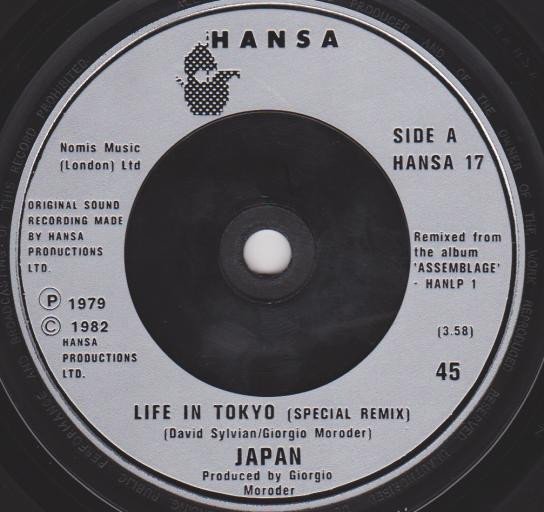 HANSA
Nomis Music
(London) Ltd
SIDE A
HANSA 17
ORIGINAL SOUND
RECORDING MADE
BY HANSA
PRODUCTIONS
LTD.
Remixed from
the album
'ASSEMBLAGE'
- HANLP 1
Ⓟ 1979
© 1982
HANSA
PRODUCTIONS
LTD.
(3.58)
45
LIFE IN TOKYO (SPECIAL REMIX)
(David Sylvian/Giorgio Moroder)
JAPAN
Produced by Giorgio
Moroder